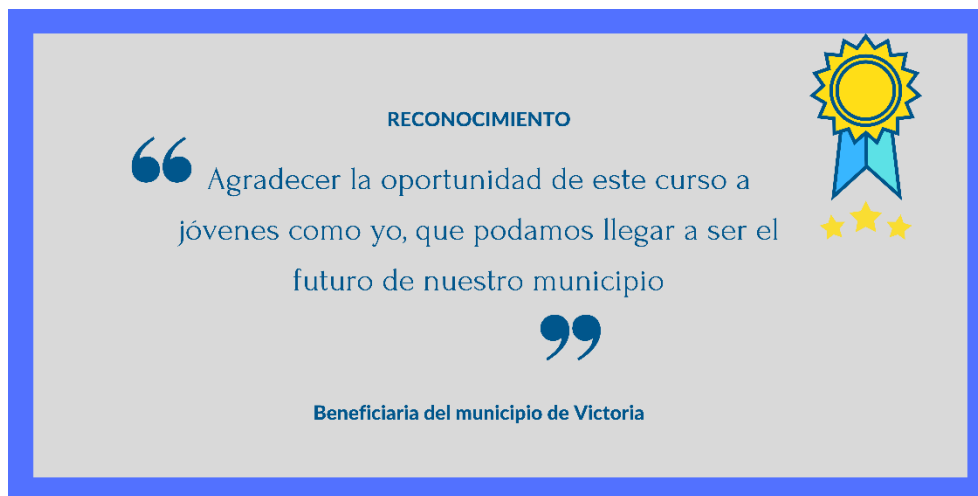 RECONOCIMIENTO
“ Agradecer la oportunidad de este curso a
jóvenes como yo, que podamos llegar a ser el
futuro de nuestro municipio
”
Beneficiaria del municipio de Victoria